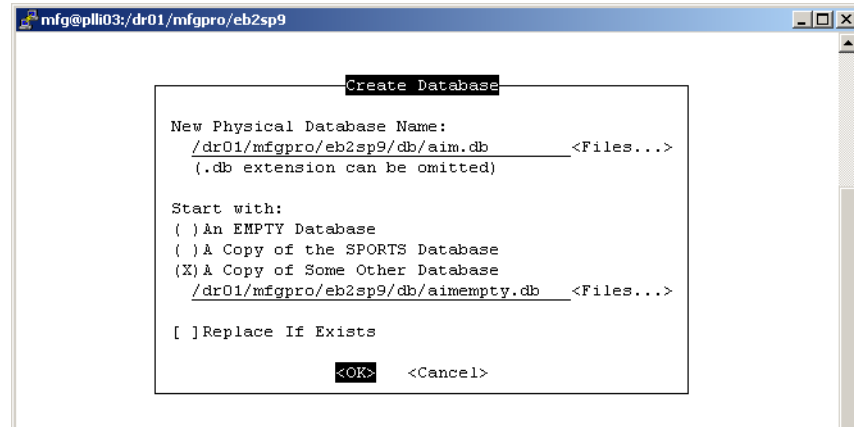 mfg@plli03:/dr01/mfgpro/eb2sp9
Create Database
New Physical Database Name:
/dr01/mfgpro/eb2sp9/db/aim.db <Files...>
(.db extension can be omitted)
Start with:
( )An EMPTY Database
( )A Copy of the SPORTS Database
(X)A Copy of Some Other Database
/dr01/mfgpro/eb2sp9/db/aimempty.db <Files...>
[ ]Replace If Exists
<OK> <Cancel>